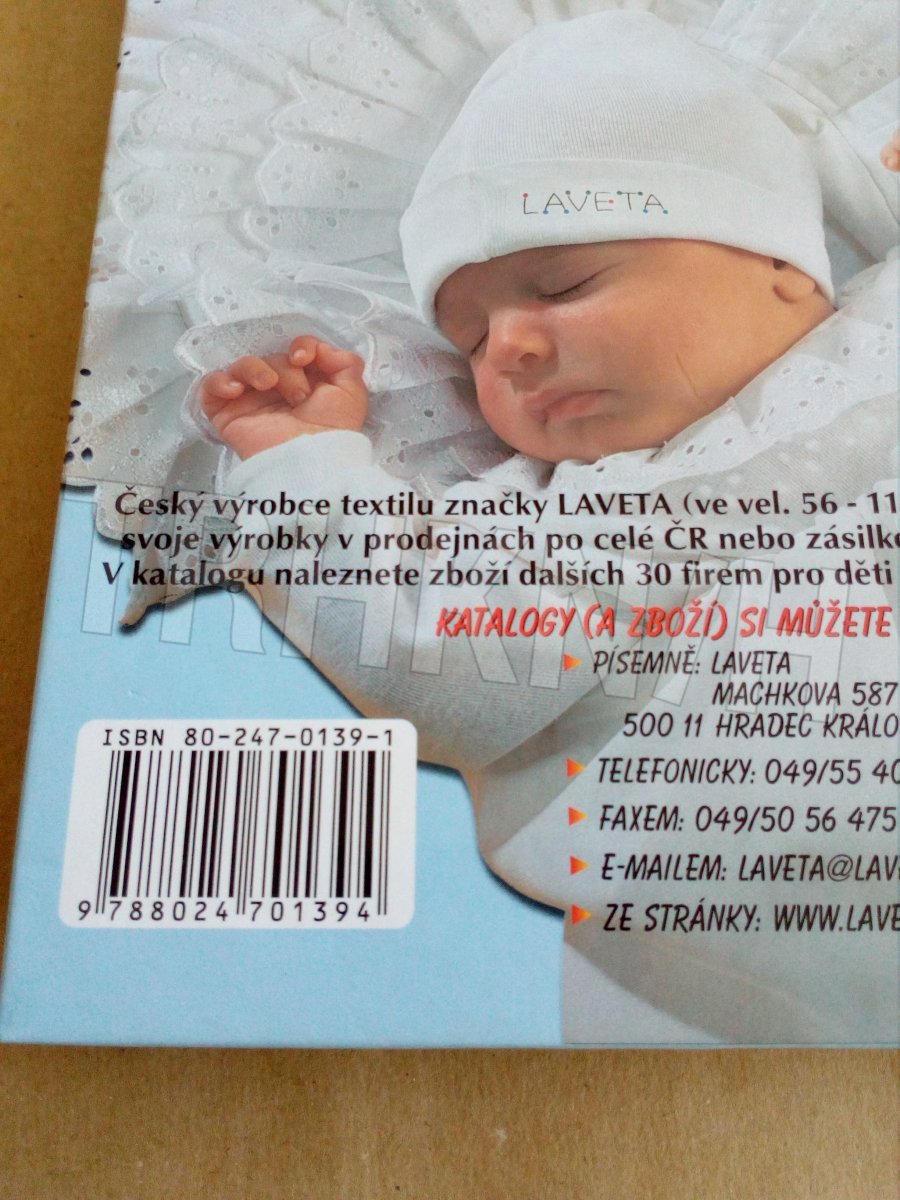 LAVETA
Český výrobce textilu značky LAVETA (ve vel. 56 - 11
svoje výrobky v prodejnách po celé ČR nebo zásilko
V katalogu naleznete zboží dalších 30 firem pro děti
KATALOGY (A ZBOŽÍ) SI MŮŽETE
PÍSEMNĚ: LAVETA
MACHKOVA 587
500 11 HRADEC KRÁLO
TELEFONICKY: 049/55 40
FAXEM: 049/50 56 475
E-MAILEM: LAVETA@LAV
ZE STRÁNKY: WWW.LAVE
ISBN 80-247-0139-1
9 788024 701394